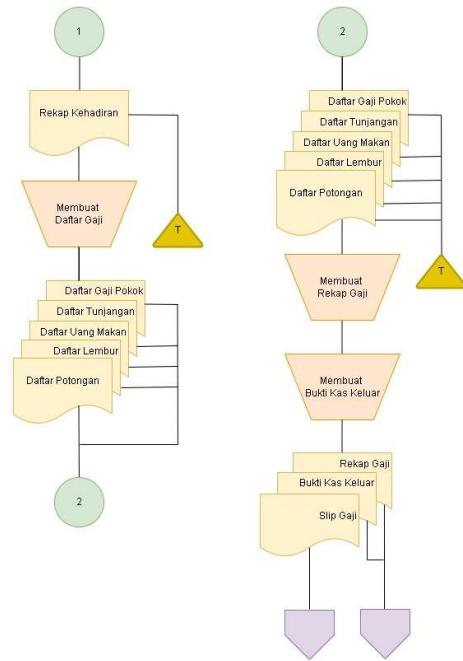 1
Rekap Kehadiran
Membuat
Daftar Gaji
T
Daftar Gaji Pokok
Daftar Tunjangan
Daftar Uang Makan
Daftar Lembur
Daftar Potongan
2
2
Daftar Gaji Pokok
Daftar Tunjangan
Daftar Uang Makan
Daftar Lembur
Daftar Potongan
T
Membuat
Rekap Gaji
Membuat
Bukti Kas Keluar
Rekap Gaji
Bukti Kas Keluar
Slip Gaji